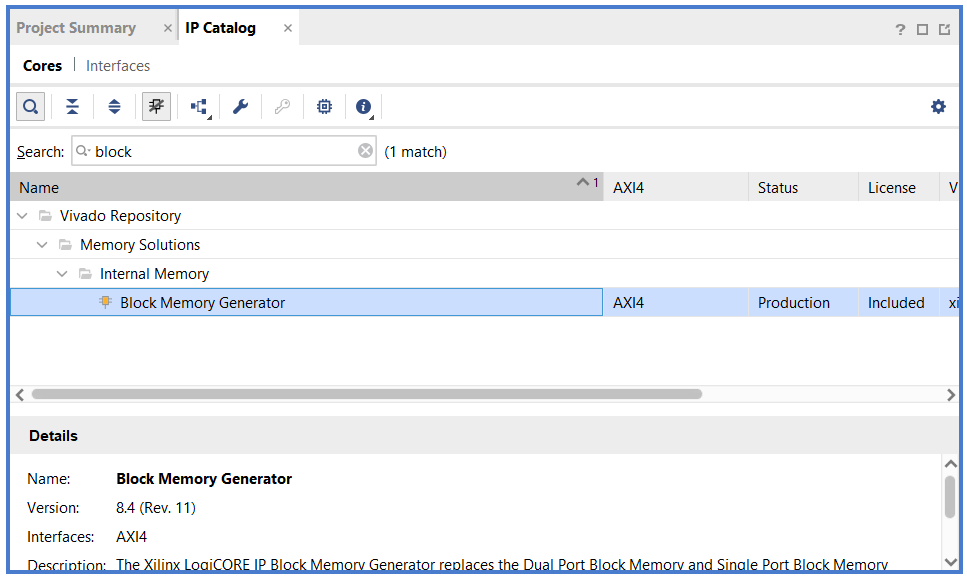 Project Summary × IP Catalog ×
Cores Interfaces
Search: block (1 match)
Name 1 AXI4 Status License V
Vivado Repository
Memory Solutions
Internal Memory
Block Memory Generator AXI4 Production Included xi
Details
Name: Block Memory Generator
Version: 8.4 (Rev. 11)
Interfaces: AXI4
Description: The Xilinx LogiCORE IP Block Memory Generator replaces the Dual Port Block Memory and Single Port Block Memory